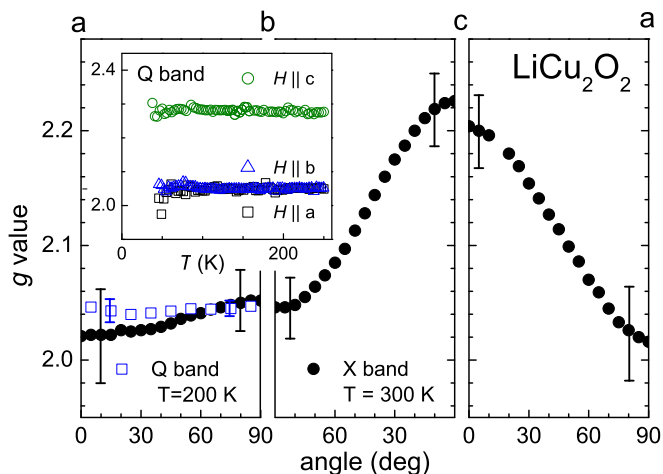 a b c a
LiCu₂O₂
Q band
H || c
H || b
H || a
2.4
2.0
0 200
T (K)
g value
2.2
2.1
2.0
Q band
T=200 K
X band
T = 300 K
0 30 60 90 60 30 0 30 60 90
angle (deg)